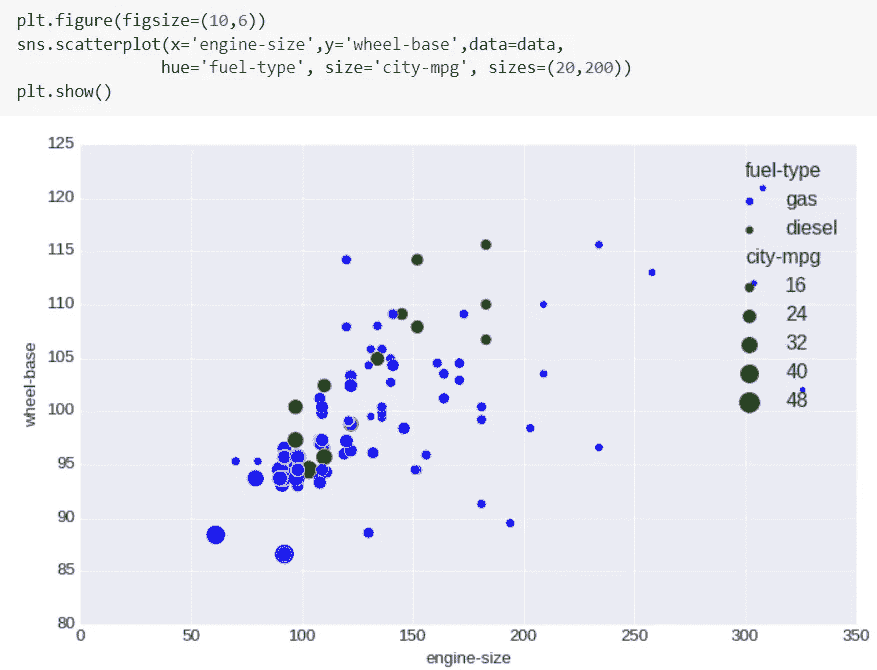 plt.figure(figsize=(10,6))
sns.scatterplot(x='engine-size',y='wheel-base',data=data,
hue='fuel-type', size='city-mpg', sizes=(20,200))
plt.show()
125
120
115
110
105
100
95
90
85
80
wheel-base
fuel-type
gas
diesel
city-mpg
16
24
32
40
48
0 50 100 150 200 250 300 350
engine-size